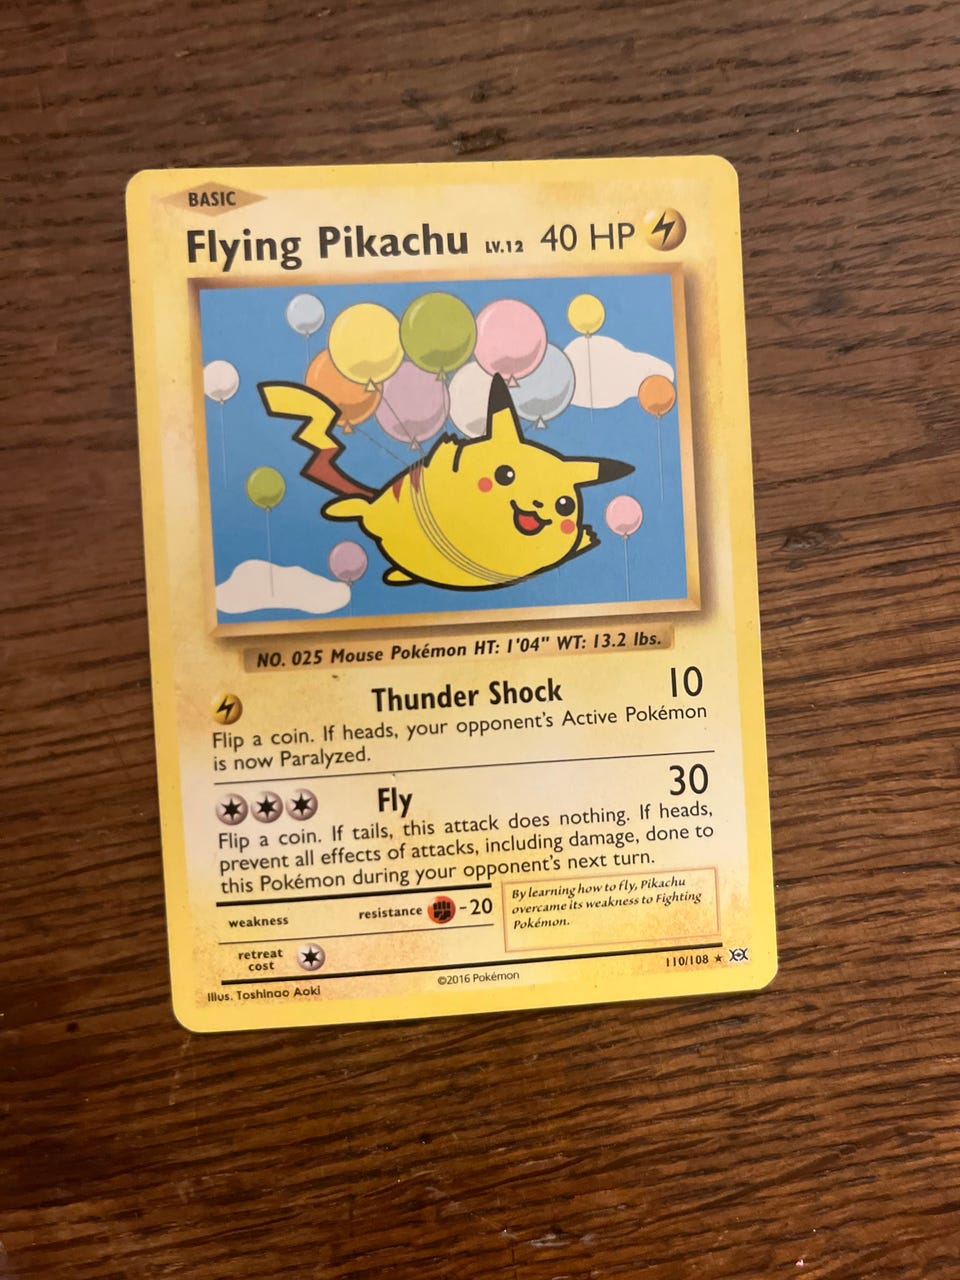 BASIC
Flying Pikachu LV.12 40 HP
NO. 025 Mouse Pokémon HT: 1'04" WT: 13.2 lbs.
Thunder Shock 10
Flip a coin. If heads, your opponent's Active Pokémon
is now Paralyzed.
Fly 30
Flip a coin. If tails, this attack does nothing. If heads,
prevent all effects of attacks, including damage, done to
this Pokémon during your opponent's next turn.
weakness
resistance -20
By learning how to fly, Pikachu
overcame its weakness to Fighting
Pokémon.
retreat
cost
110/108
Illus. Toshinao Aoki
©2016 Pokémon